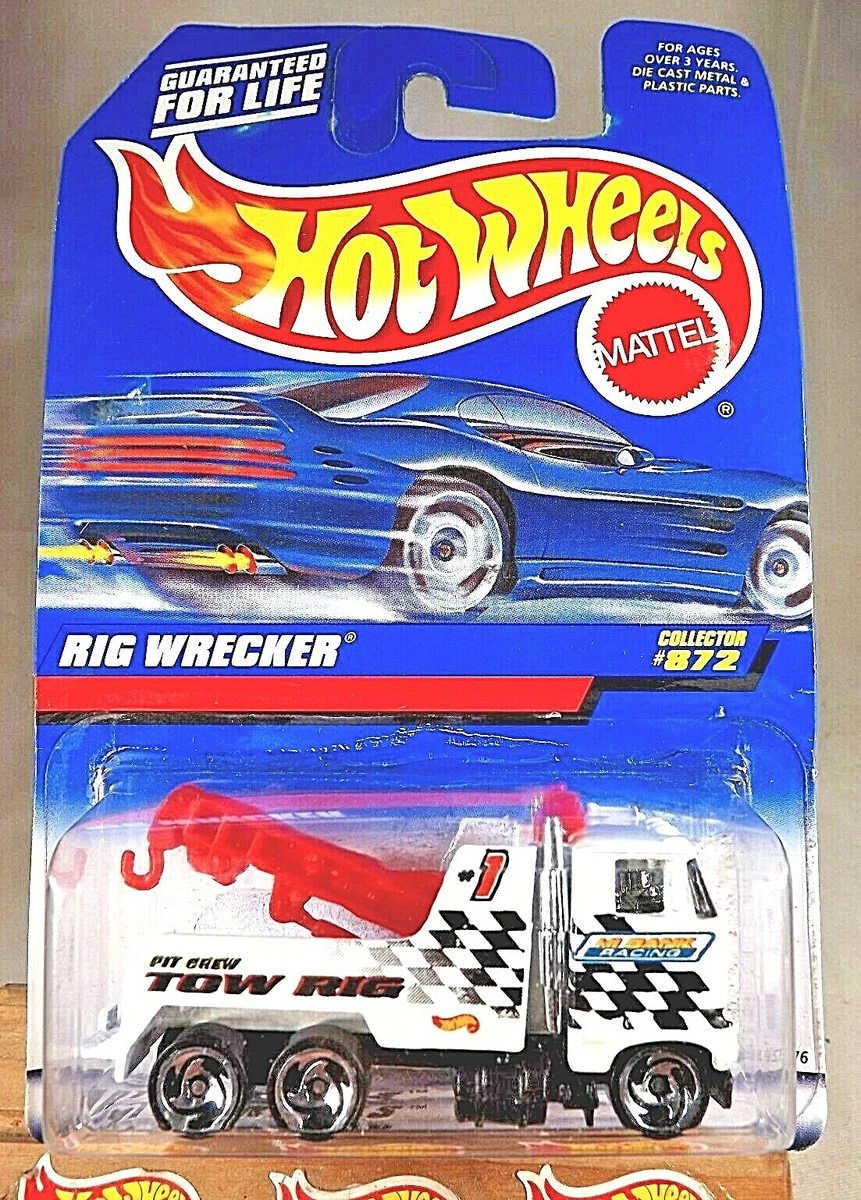 GUARANTEED
FOR LIFE
FOR AGES
OVER 3 YEARS.
DIE CAST METAL &
PLASTIC PARTS.
HOT WHEELS
MATTEL
®
RIG WRECKER®
COLLECTOR
#872
#1
PIT CREW
TOW RIG
RACING